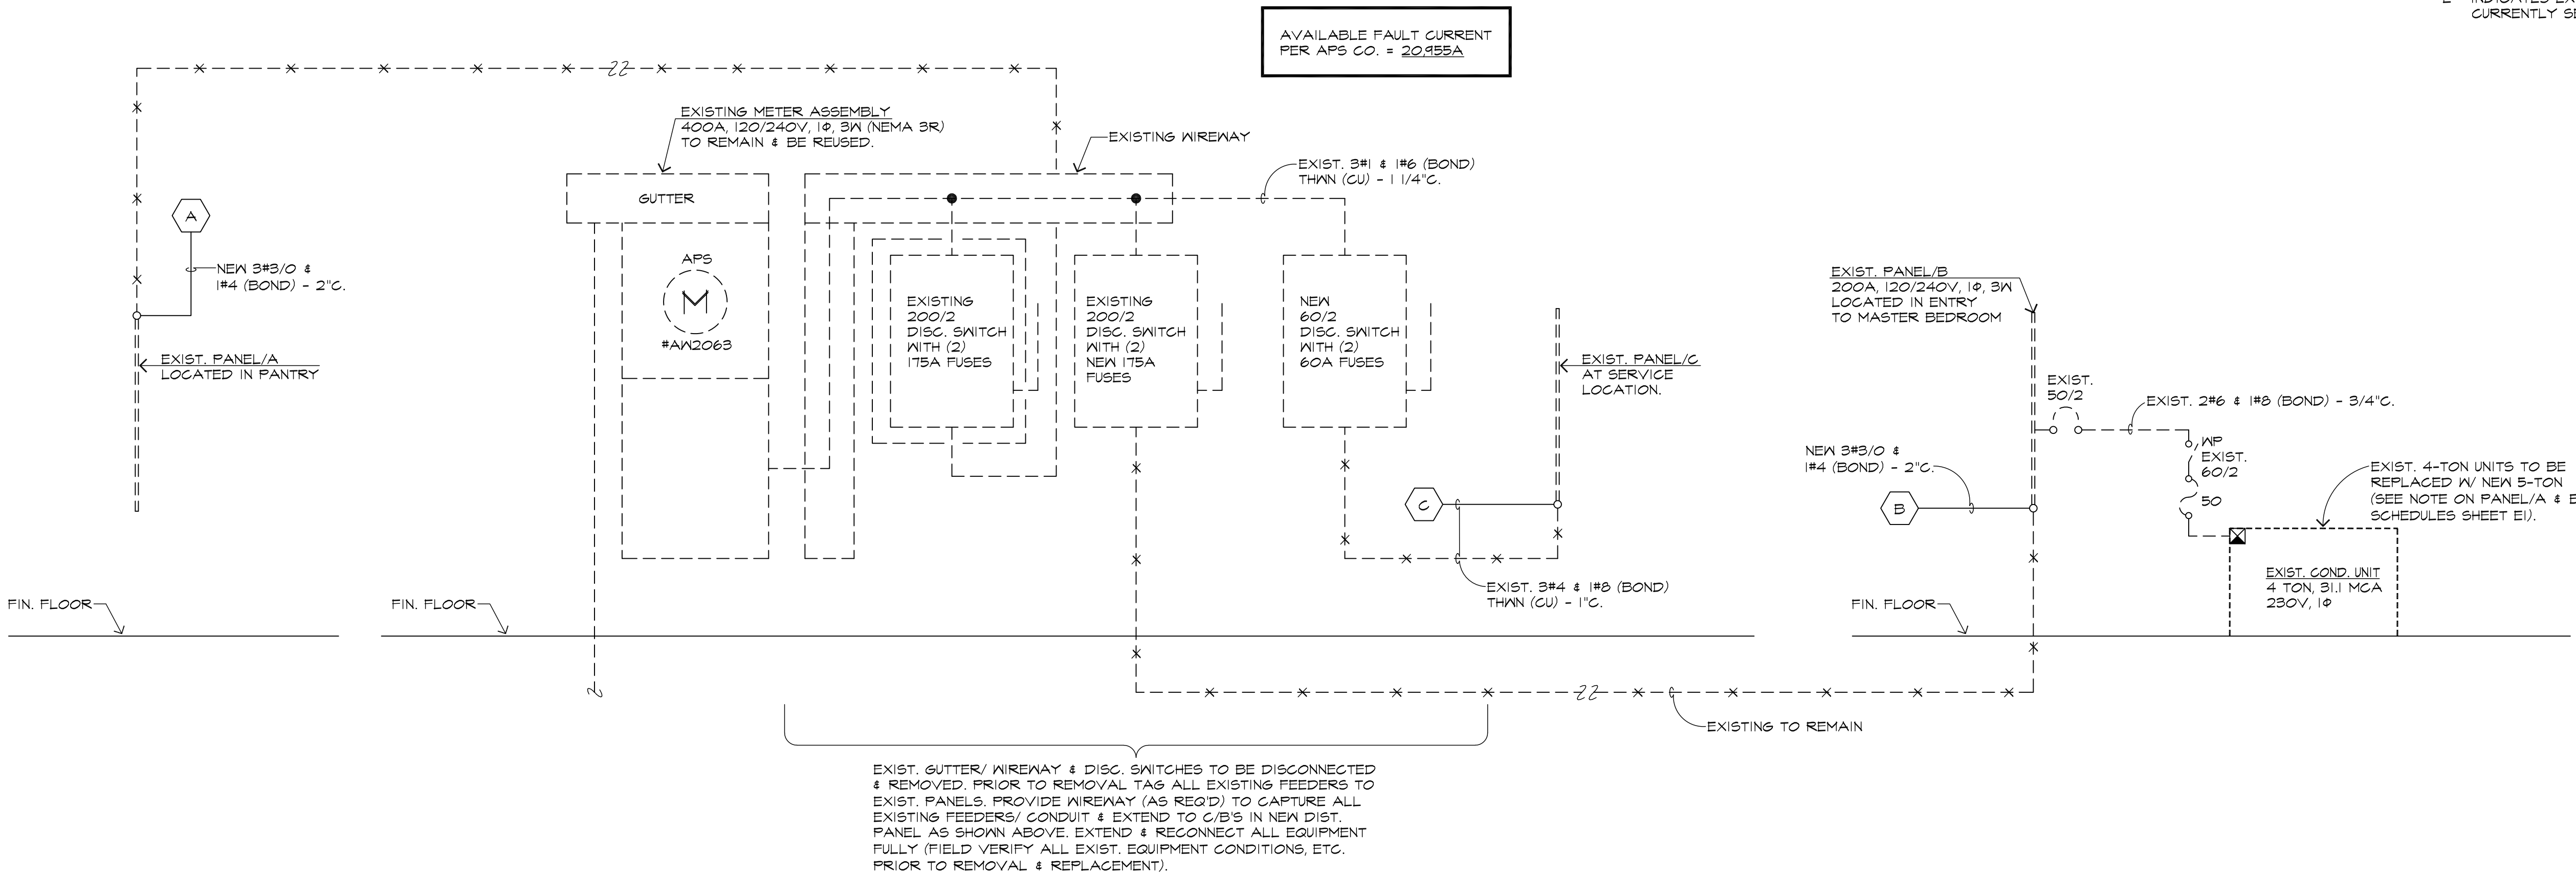 CURRENTLY SE
AVAILABLE FAULT CURRENT
PER APS CO. = 20,955A
EXISTING METER ASSEMBLY
400A, 120/240V, 1Φ, 3W (NEMA 3R)
TO REMAIN & BE REUSED.
EXISTING WIREWAY
EXIST. 3#1 & 1#6 (BOND)
THWN (CU) - 1 1/4"C.
GUTTER
A
NEW 3#3/0 &
1#4 (BOND) - 2"C.
EXIST. PANEL/A
LOCATED IN PANTRY
APS
M
#AW2063
EXISTING
200/2
DISC. SWITCH
WITH (2)
175A FUSES
EXISTING
200/2
DISC. SWITCH
WITH (2)
NEW 175A
FUSES
NEW
60/2
DISC. SWITCH
WITH (2)
60A FUSES
EXIST. PANEL/C
AT SERVICE
LOCATION.
C
EXIST. 3#4 & 1#8 (BOND)
THWN (CU) - 1"C.
EXIST. PANEL/B
200A, 120/240V, 1Φ, 3W
LOCATED IN ENTRY
TO MASTER BEDROOM
EXIST.
50/2
EXIST. 2#6 & 1#8 (BOND) - 3/4"C.
WP
EXIST.
60/2
50
NEW 3#3/0 &
1#4 (BOND) - 2"C.
B
EXIST. 4-TON UNITS TO BE
REPLACED W/ NEW 5-TON
(SEE NOTE ON PANEL/A &
SCHEDULES SHEET E1).
EXIST. COND. UNIT
4 TON, 31.1 MCA
230V, 1Φ
FIN. FLOOR
FIN. FLOOR
FIN. FLOOR
EXISTING TO REMAIN
EXIST. GUTTER/ WIREWAY & DISC. SWITCHES TO BE DISCONNECTED
& REMOVED. PRIOR TO REMOVAL TAG ALL EXISTING FEEDERS TO
EXIST. PANELS. PROVIDE WIREWAY (AS REQ'D) TO CAPTURE ALL
EXISTING FEEDERS/ CONDUIT & EXTEND TO C/B'S IN NEW DIST.
PANEL AS SHOWN ABOVE. EXTEND & RECONNECT ALL EQUIPMENT
FULLY (FIELD VERIFY ALL EXIST. EQUIPMENT CONDITIONS, ETC.
PRIOR TO REMOVAL & REPLACEMENT).